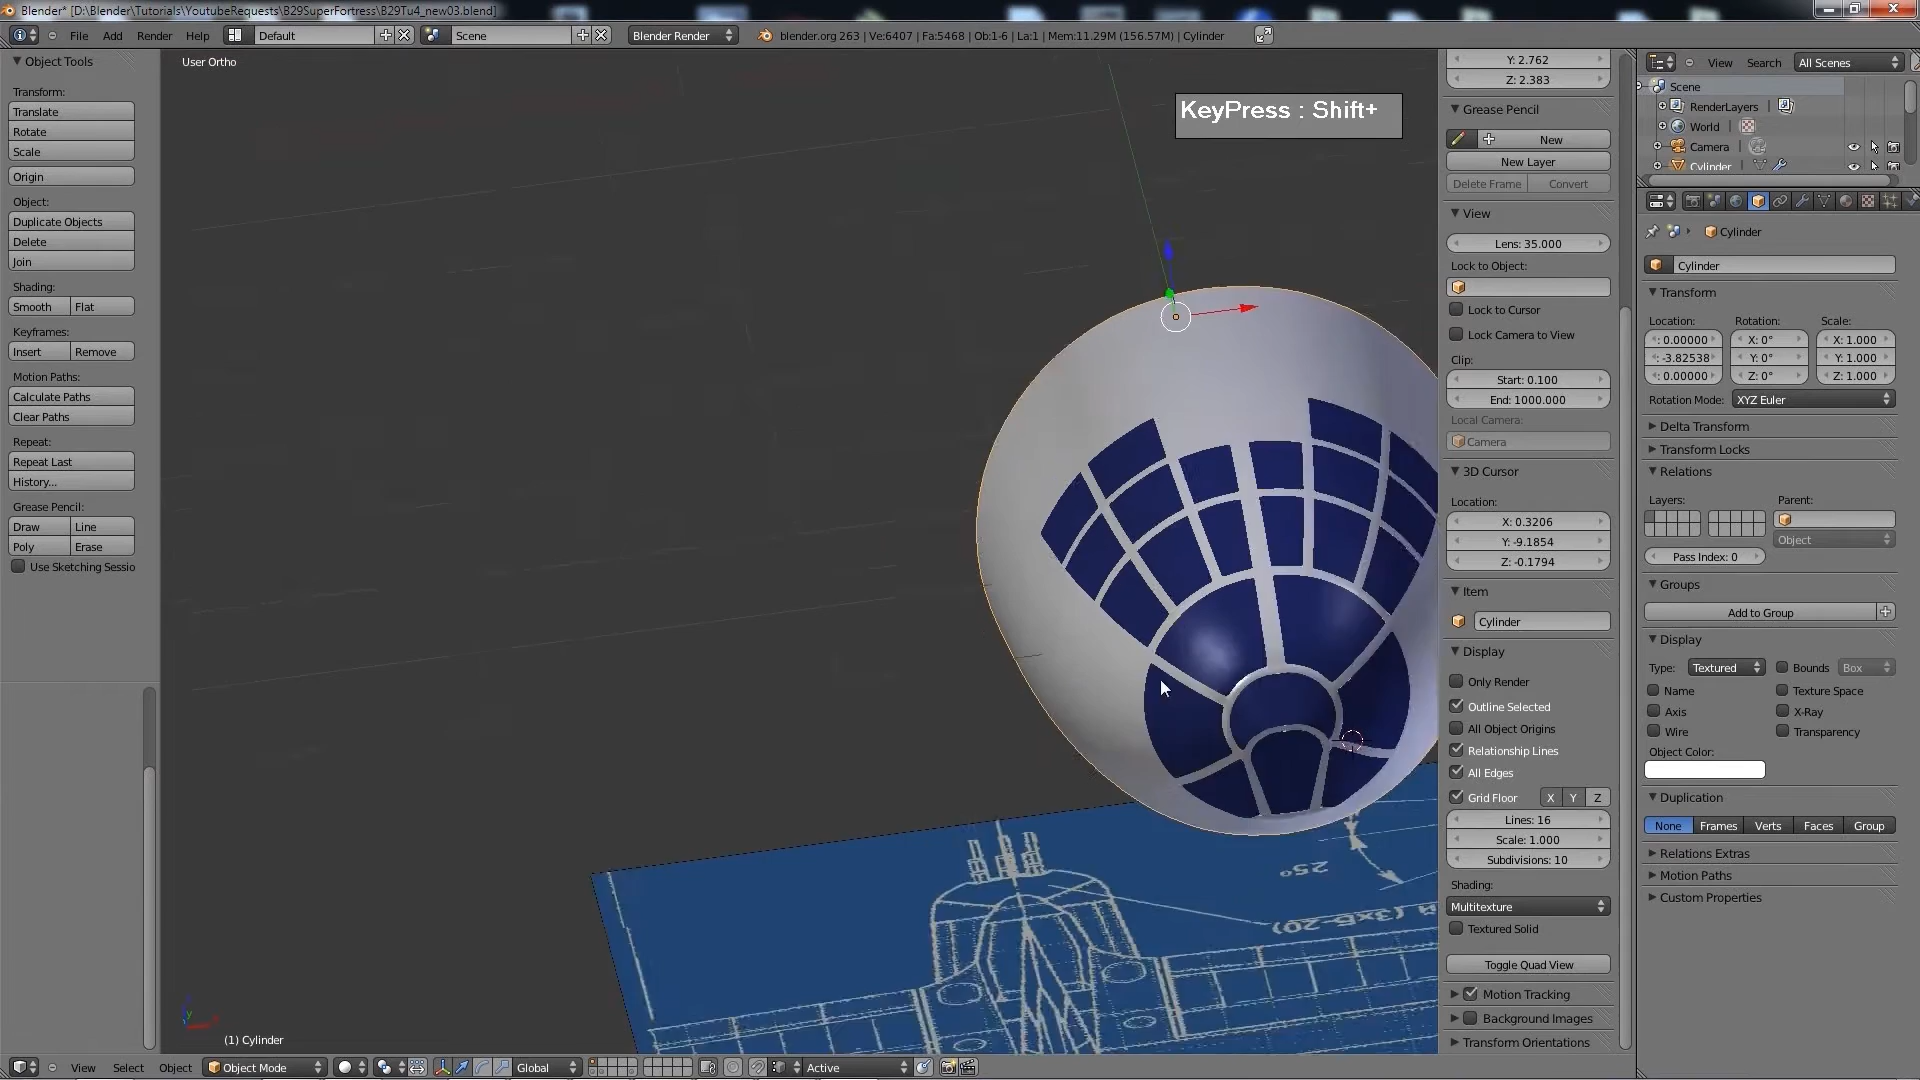 Blender* [D:\Blender\Tutorials\YoutubeRequests\B29SuperFortress\B29Tu4_new03.blend]
File Add Render Help Default Scene Blender Render blender.org 263 | Ve:6407 | Fa:5468 | Ob:1-6 | La:1 | Mem:11.29M (156.57M) | Cylinder
Object Tools
Transform:
Translate
Rotate
Scale
Origin
Object:
Duplicate Objects
Delete
Join
Shading:
Smooth Flat
Keyframes:
Insert Remove
Motion Paths:
Calculate Paths
Clear Paths
Repeat:
Repeat Last
History...
Grease Pencil:
Draw Line
Poly Erase
Use Sketching Sessio
User Ortho
KeyPress : Shift+
25°
(3xБ-20)
(1) Cylinder
View Select Object Object Mode Global Active
Y: 2.762
Z: 2.383
Grease Pencil
New
New Layer
Delete Frame Convert
View
Lens: 35.000
Lock to Object:
Lock to Cursor
Lock Camera to View
Clip:
Start: 0.100
End: 1000.000
Local Camera:
Camera
3D Cursor
Location:
X: 0.3206
Y: -9.1854
Z: -0.1794
Item
Cylinder
Display
Only Render
Outline Selected
All Object Origins
Relationship Lines
All Edges
Grid Floor X Y Z
Lines: 16
Scale: 1.000
Subdivisions: 10
Shading:
Multitexture
Textured Solid
Toggle Quad View
Motion Tracking
Background Images
Transform Orientations
View Search All Scenes
Scene
RenderLayers
World
Camera
Cylinder
Cylinder
Cylinder
Transform
Location: Rotation: Scale:
: 0.00000 X: 0° X: 1.000
: -3.82538 Y: 0° Y: 1.000
: 0.00000 Z: 0° Z: 1.000
Rotation Mode: XYZ Euler
Delta Transform
Transform Locks
Relations
Layers: Parent:
Object
Pass Index: 0
Groups
Add to Group
Display
Type: Textured Bounds Box
Name Texture Space
Axis X-Ray
Wire Transparency
Object Color:
Duplication
None Frames Verts Faces Group
Relations Extras
Motion Paths
Custom Properties